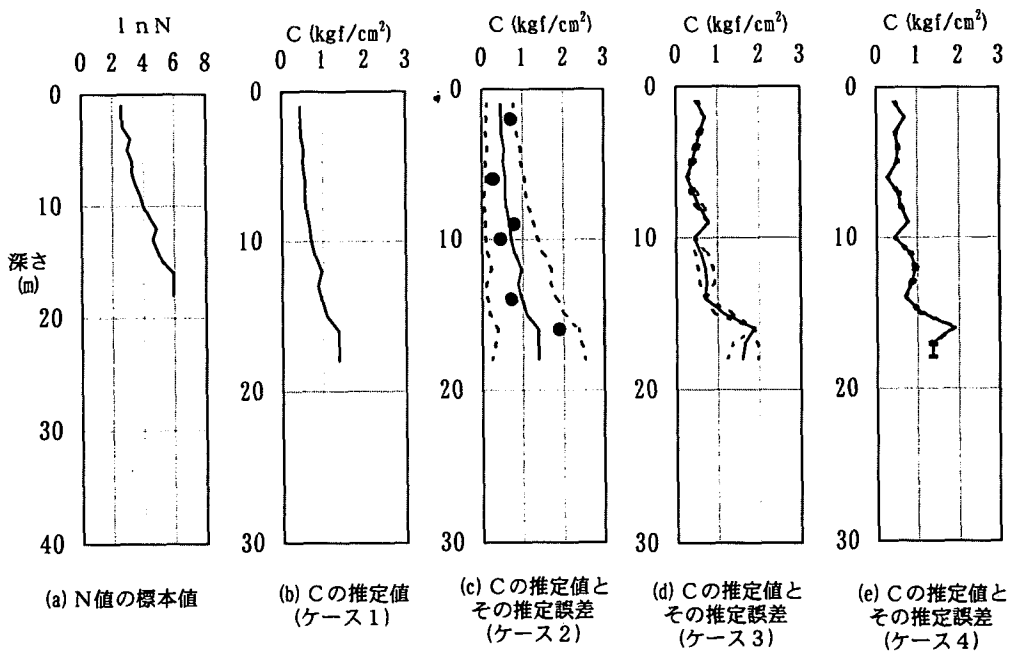 lnN
0 2 4 6 8
0
10
20
30
40
深さ
(m)
(a) N値の標本値
C (kgf/cm²)
0 1 2 3
0
10
20
30
(b) Cの推定値
(ケース1)
C (kgf/cm²)
0 1 2 3
0
10
20
30
(c) Cの推定値と
その推定誤差
(ケース2)
C (kgf/cm²)
0 1 2 3
0
10
20
30
(d) Cの推定値と
その推定誤差
(ケース3)
C (kgf/cm²)
0 1 2 3
0
10
20
30
(e) Cの推定値と
その推定誤差
(ケース4)